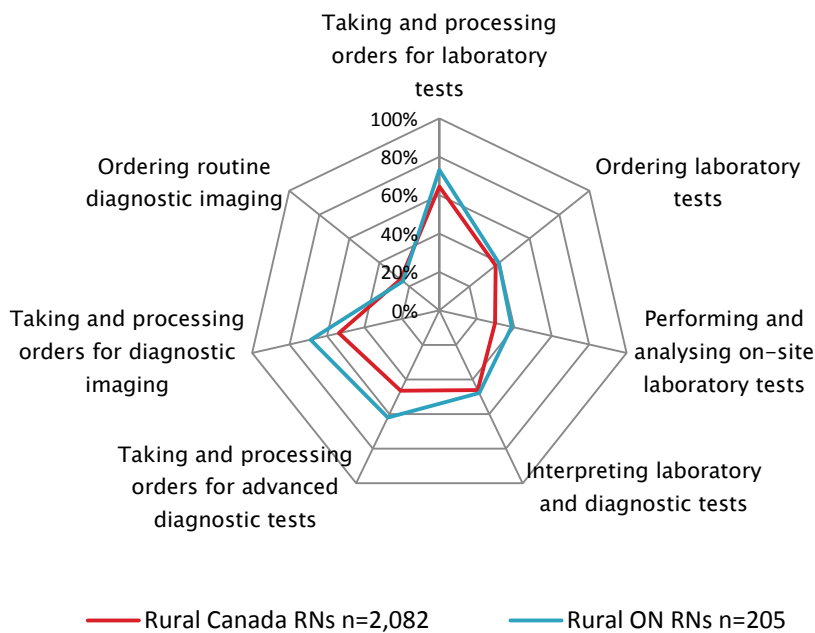 Taking and processing
orders for laboratory
tests
100%
80%
60%
40%
20%
0%
Ordering laboratory
tests
Performing and
analysing on-site
laboratory tests
Interpreting laboratory
and diagnostic tests
Taking and processing
orders for advanced
diagnostic tests
Taking and processing
orders for diagnostic
imaging
Ordering routine
diagnostic imaging
Rural Canada RNs n=2,082
Rural ON RNs n=205